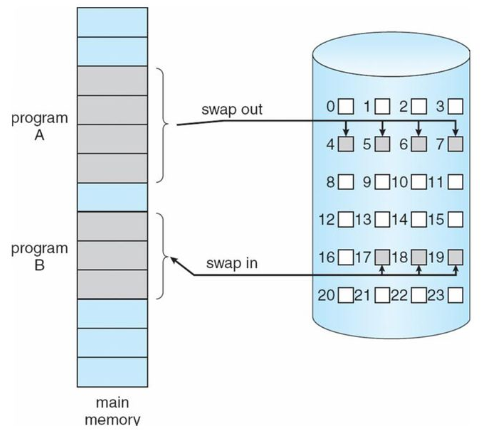 program
A
swap out
0 1 2 3
4 5 6 7
8 9 10 11
12 13 14 15
program
B
swap in
16 17 18 19
20 21 22 23
main
memory